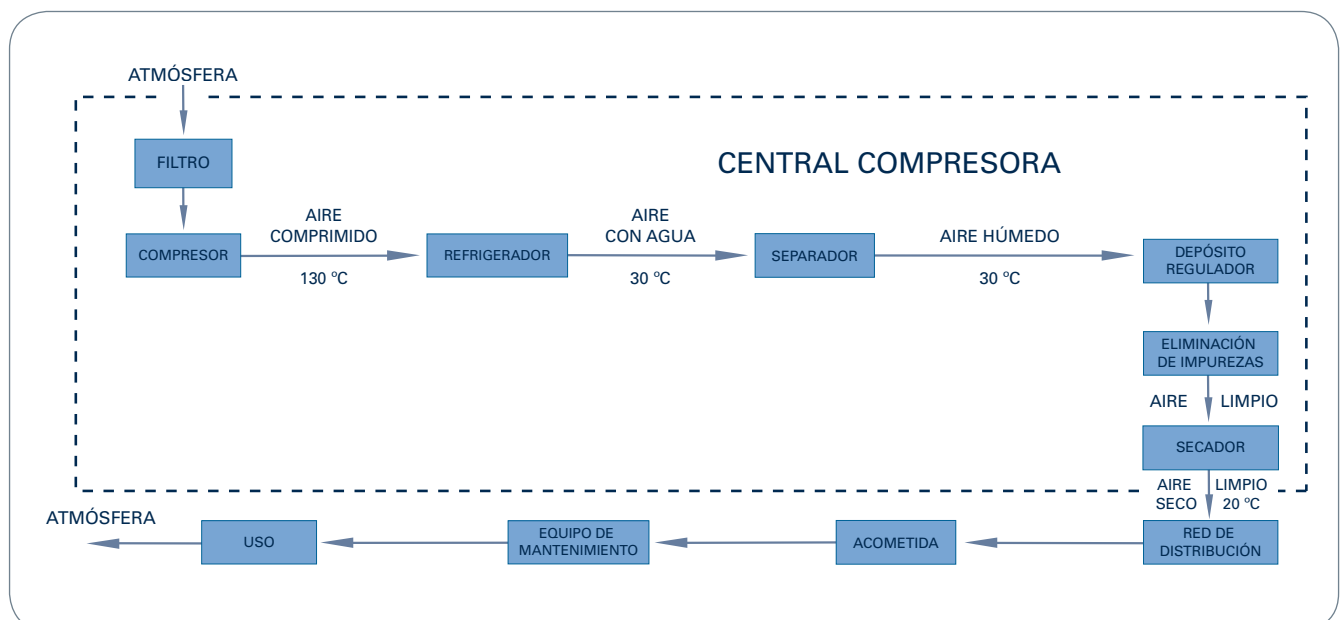 ATMÓSFERA
FILTRO
CENTRAL COMPRESORA
COMPRESOR
AIRE
COMPRIMIDO
130 ºC
REFRIGERADOR
AIRE
CON AGUA
30 ºC
SEPARADOR
AIRE HÚMEDO
30 ºC
DEPÓSITO
REGULADOR
ELIMINACIÓN
DE IMPUREZAS
AIRE LIMPIO
SECADOR
AIRE LIMPIO
SECO 20 ºC
RED DE
DISTRIBUCIÓN
ACOMETIDA
EQUIPO DE
MANTENIMIENTO
USO
ATMÓSFERA